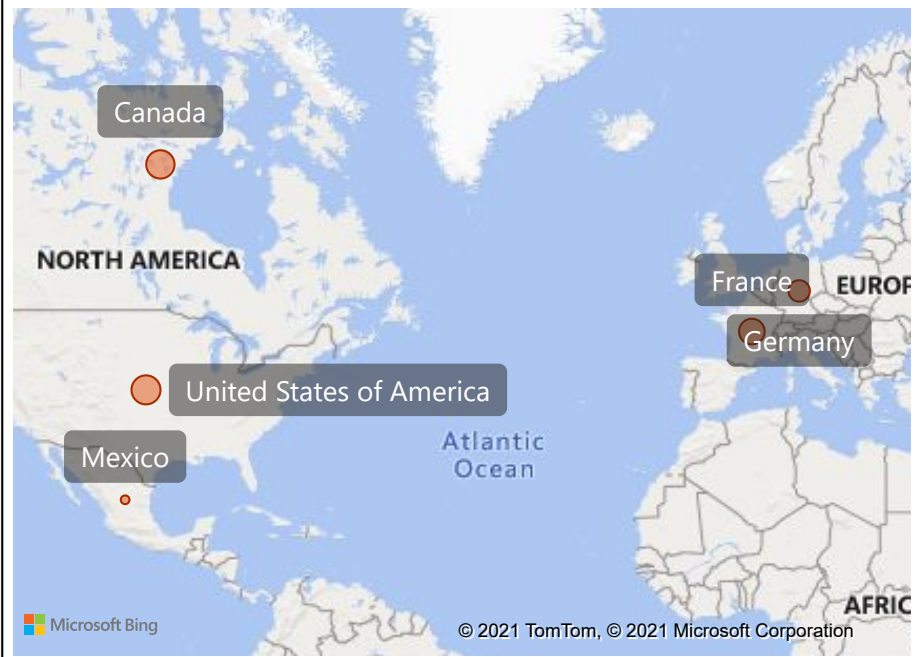 Canada
NORTH AMERICA
France
EUROP
Germany
United States of America
Mexico
Atlantic
Ocean
AFRIC
Microsoft Bing
© 2021 TomTom, © 2021 Microsoft Corporation